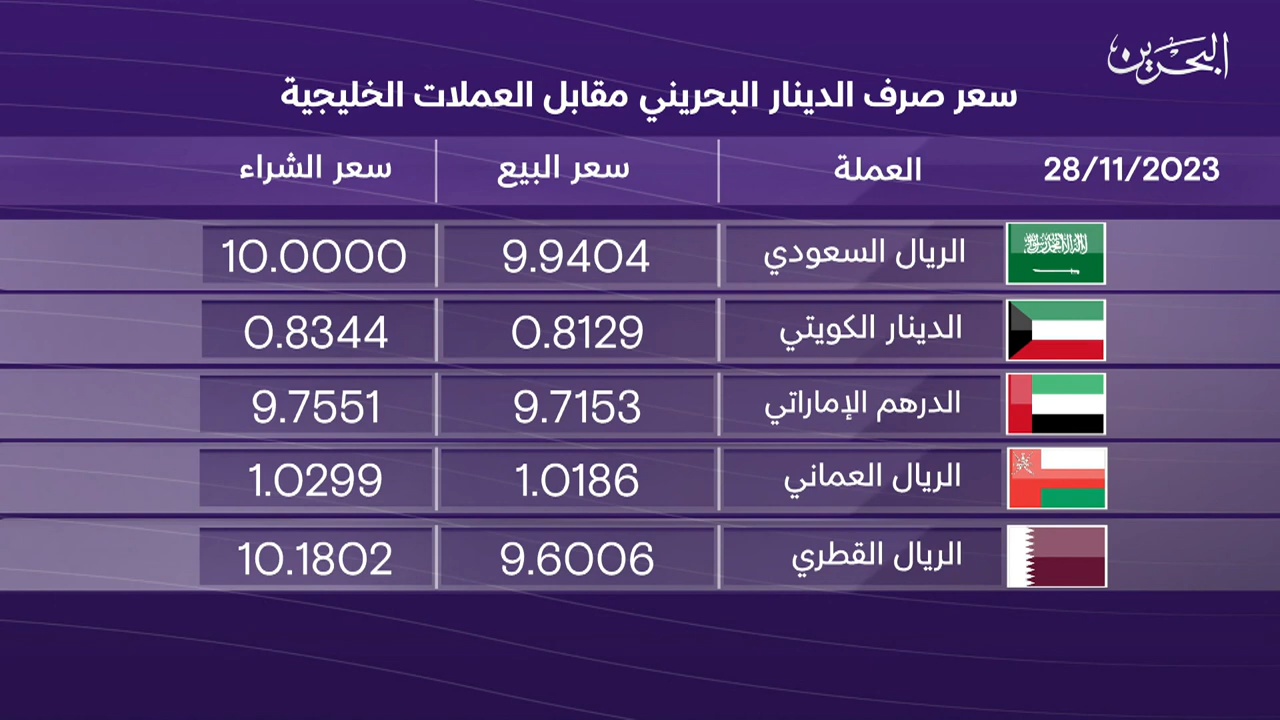 البحرين
سعر صرف الدينار البحريني مقابل العملات الخليجية
28/11/2023 العملة سعر البيع سعر الشراء
الريال السعودي 9.9404 10.0000
الدينار الكويتي 0.8129 0.8344
الدرهم الإماراتي 9.7153 9.7551
الريال العماني 1.0186 1.0299
الريال القطري 9.6006 10.1802